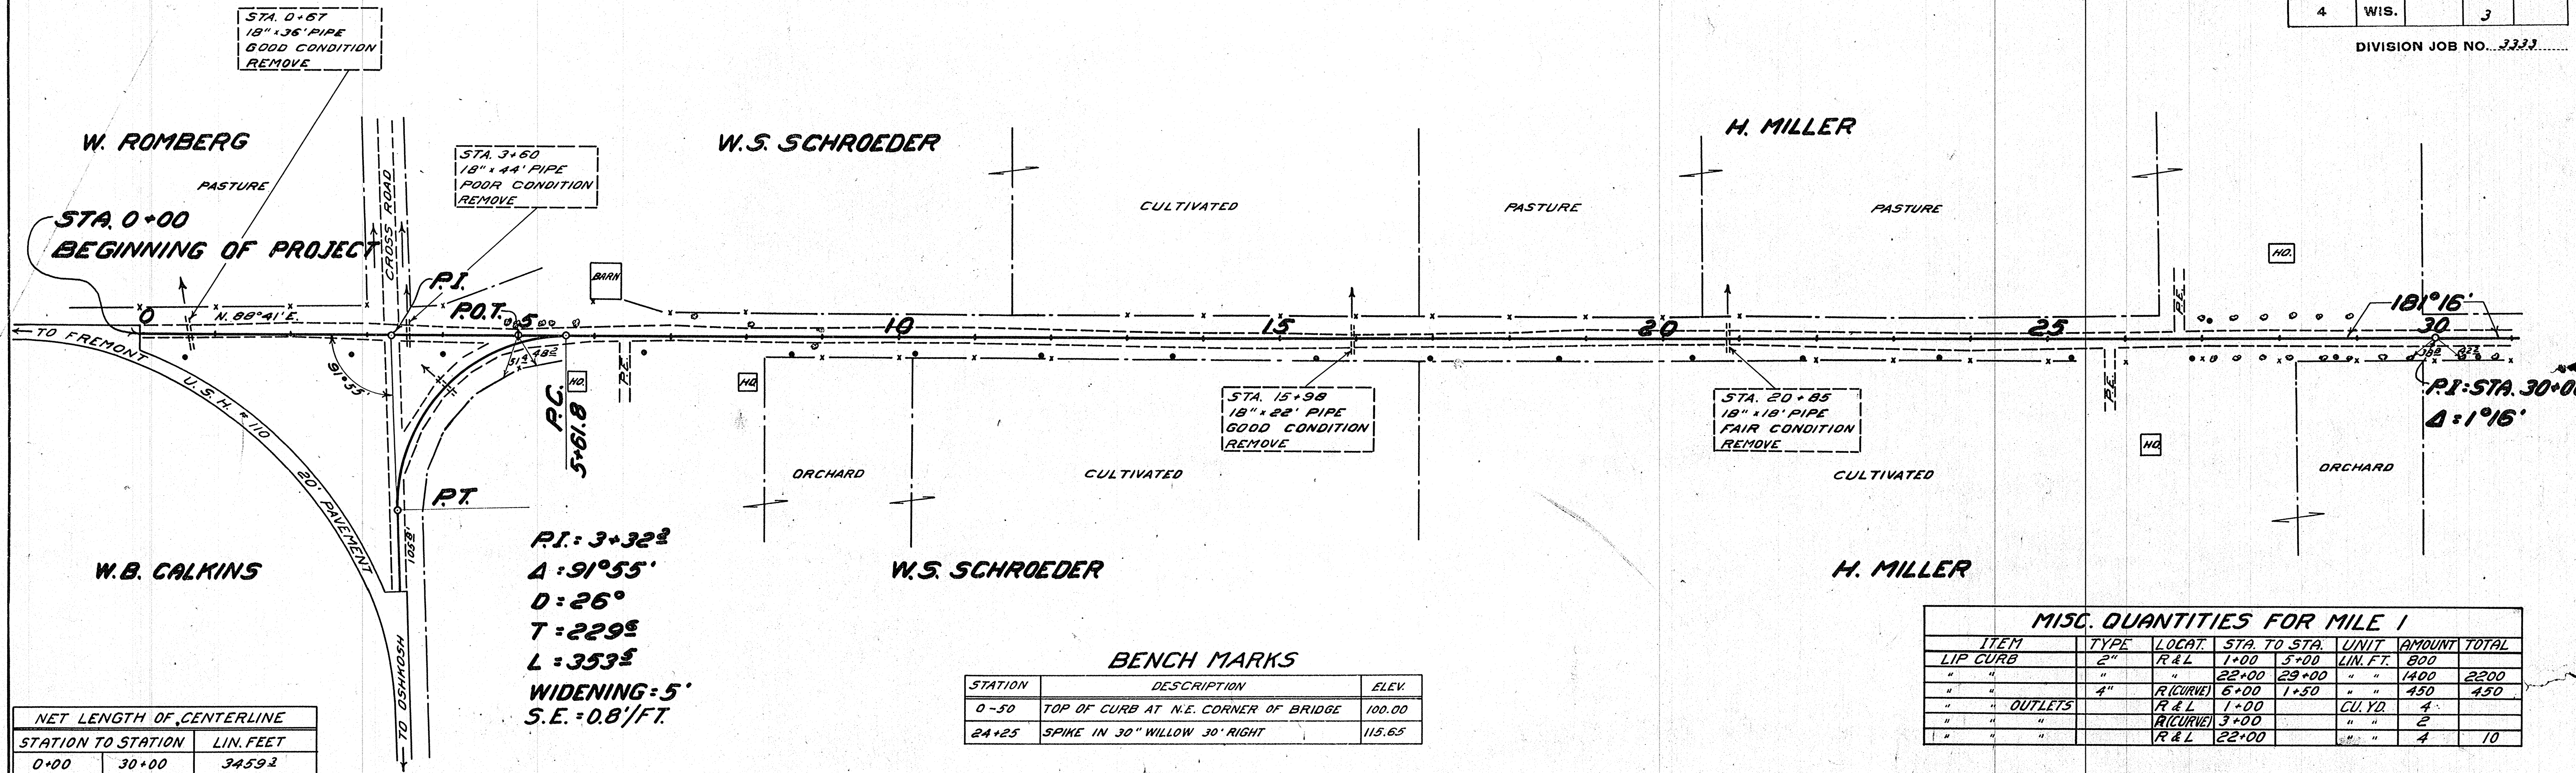 STA. 0+67
18" x 36' PIPE
GOOD CONDITION
REMOVE
4 WIS. 3
DIVISION JOB NO. 3333
W. ROMBERG
PASTURE
STA. 0+00
BEGINNING OF PROJECT
CROSS ROAD
STA. 3+60
18" x 44' PIPE
POOR CONDITION
REMOVE
W.S. SCHROEDER
H. MILLER
CULTIVATED
PASTURE
PASTURE
P.I.
P.O.T.
BARN
HO.
P.E.
181°16'
0
N. 88°41' E.
5
10
15
20
25
30
TO FREMONT
U.S.H. # 110
20' PAVEMENT
91°55'
P.C.
5+61.8
HO.
P.E.
HO.
STA. 15+98
18" x 22' PIPE
GOOD CONDITION
REMOVE
STA. 20+85
18" x 18' PIPE
FAIR CONDITION
REMOVE
P.E.
HO.
P.I.=STA. 30+00
Δ=1°16'
ORCHARD
CULTIVATED
CULTIVATED
ORCHARD
P.T.
W.B. CALKINS
TO OSHKOSH
W.S. SCHROEDER
H. MILLER
Δ=91°55'
D=26°
T=229⁶
L=353⁵
WIDENING=5'
S.E.=0.8'/FT.
BENCH MARKS
STATION DESCRIPTION ELEV.
0-50 TOP OF CURB AT N.E. CORNER OF BRIDGE 100.00
24+25 SPIKE IN 30" WILLOW 30' RIGHT 115.65
MISC. QUANTITIES FOR MILE 1
ITEM TYPE LOCAT. STA. TO STA. UNIT AMOUNT TOTAL
LIP CURB 2" R & L 1+00 5+00 LIN. FT. 800
" " " " 22+00 29+00 " " 1400 2200
" " 4" R (CURVE) 6+00 1+50 " " 450 450
" " OUTLETS R & L 1+00 CU. YD. 4
" " " R (CURVE) 3+00 " " 2
" " " R & L 22+00 " " 4 10
NET LENGTH OF CENTERLINE
STATION TO STATION LIN. FEET
0+00 30+00 3459³